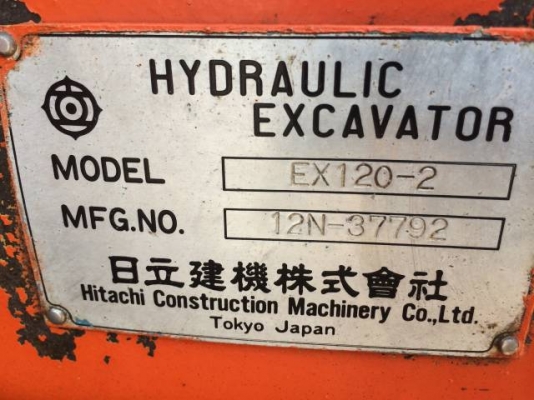 HYDRAULIC
EXCAVATOR
MODEL EX120-2
MFG.NO. 12N-37792
日立建機株式會社
Hitachi Construction Machinery Co.,Ltd.
Tokyo Japan